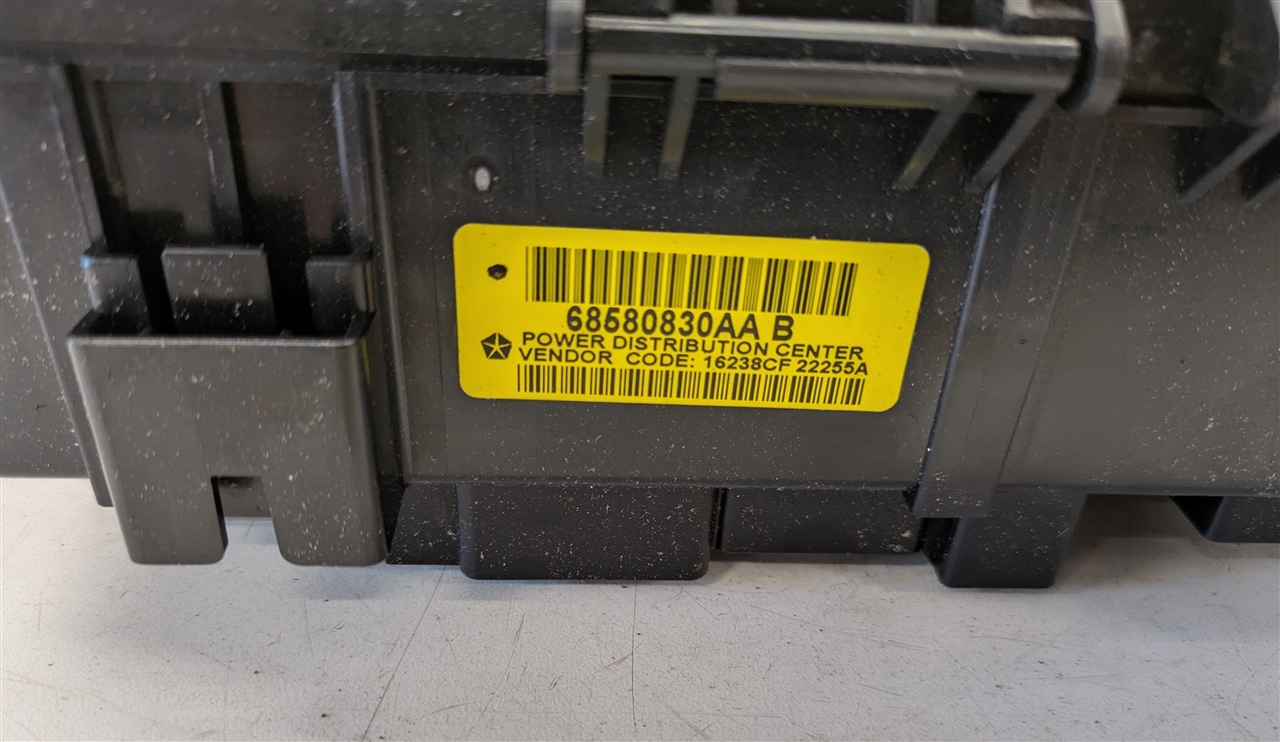 68580830AA B
POWER DISTRIBUTION CENTER
VENDOR CODE: 16238CF 22255A